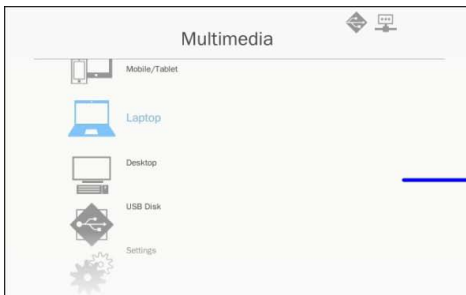 Multimedia
Mobile/Tablet
Laptop
Desktop
USB Disk
Settings